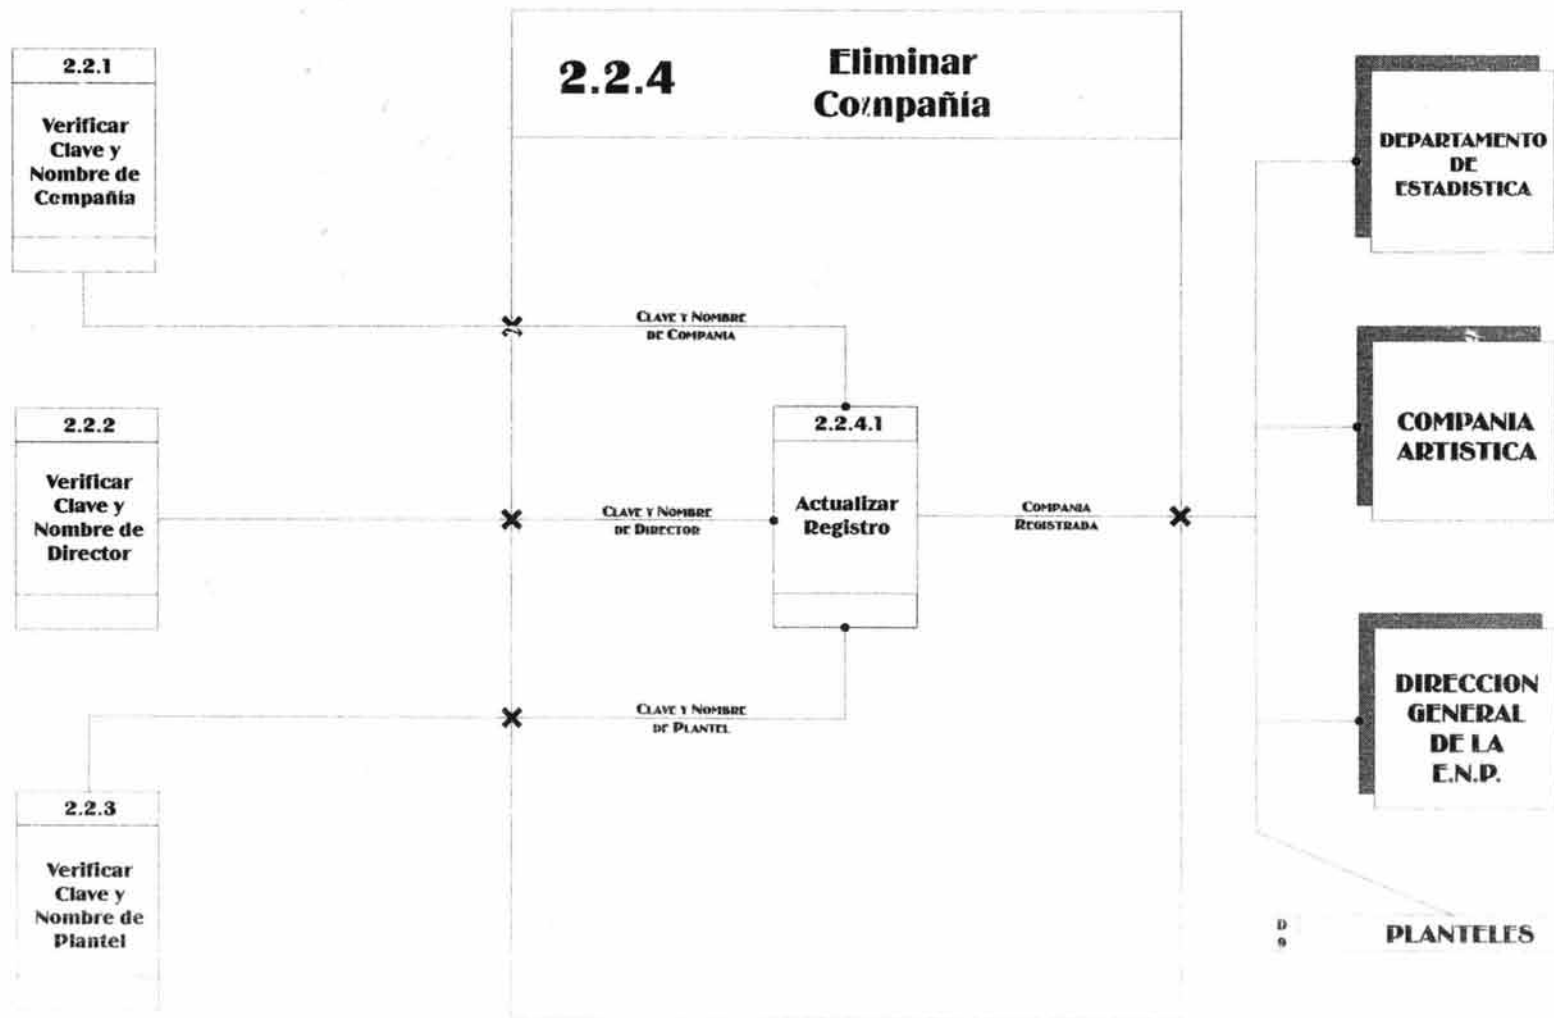 2.2.1
Verificar
Clave y
Nombre de
Compañía
2.2.4
Eliminar
Compañía
DEPARTAMENTO
DE
ESTADISTICA
CLAVE Y NOMBRE
DE COMPANIA
COMPANIA
ARTISTICA
2.2.2
Verificar
Clave y
Nombre de
Director
CLAVE Y NOMBRE
DE DIRECTOR
2.2.4.1
Actualizar
Registro
COMPANIA
REGISTRADA
DIRECCION
GENERAL
DE LA
E.N.P.
CLAVE Y NOMBRE
DE PLANTEL
2.2.3
Verificar
Clave y
Nombre de
Plantel
D
9
PLANTELES